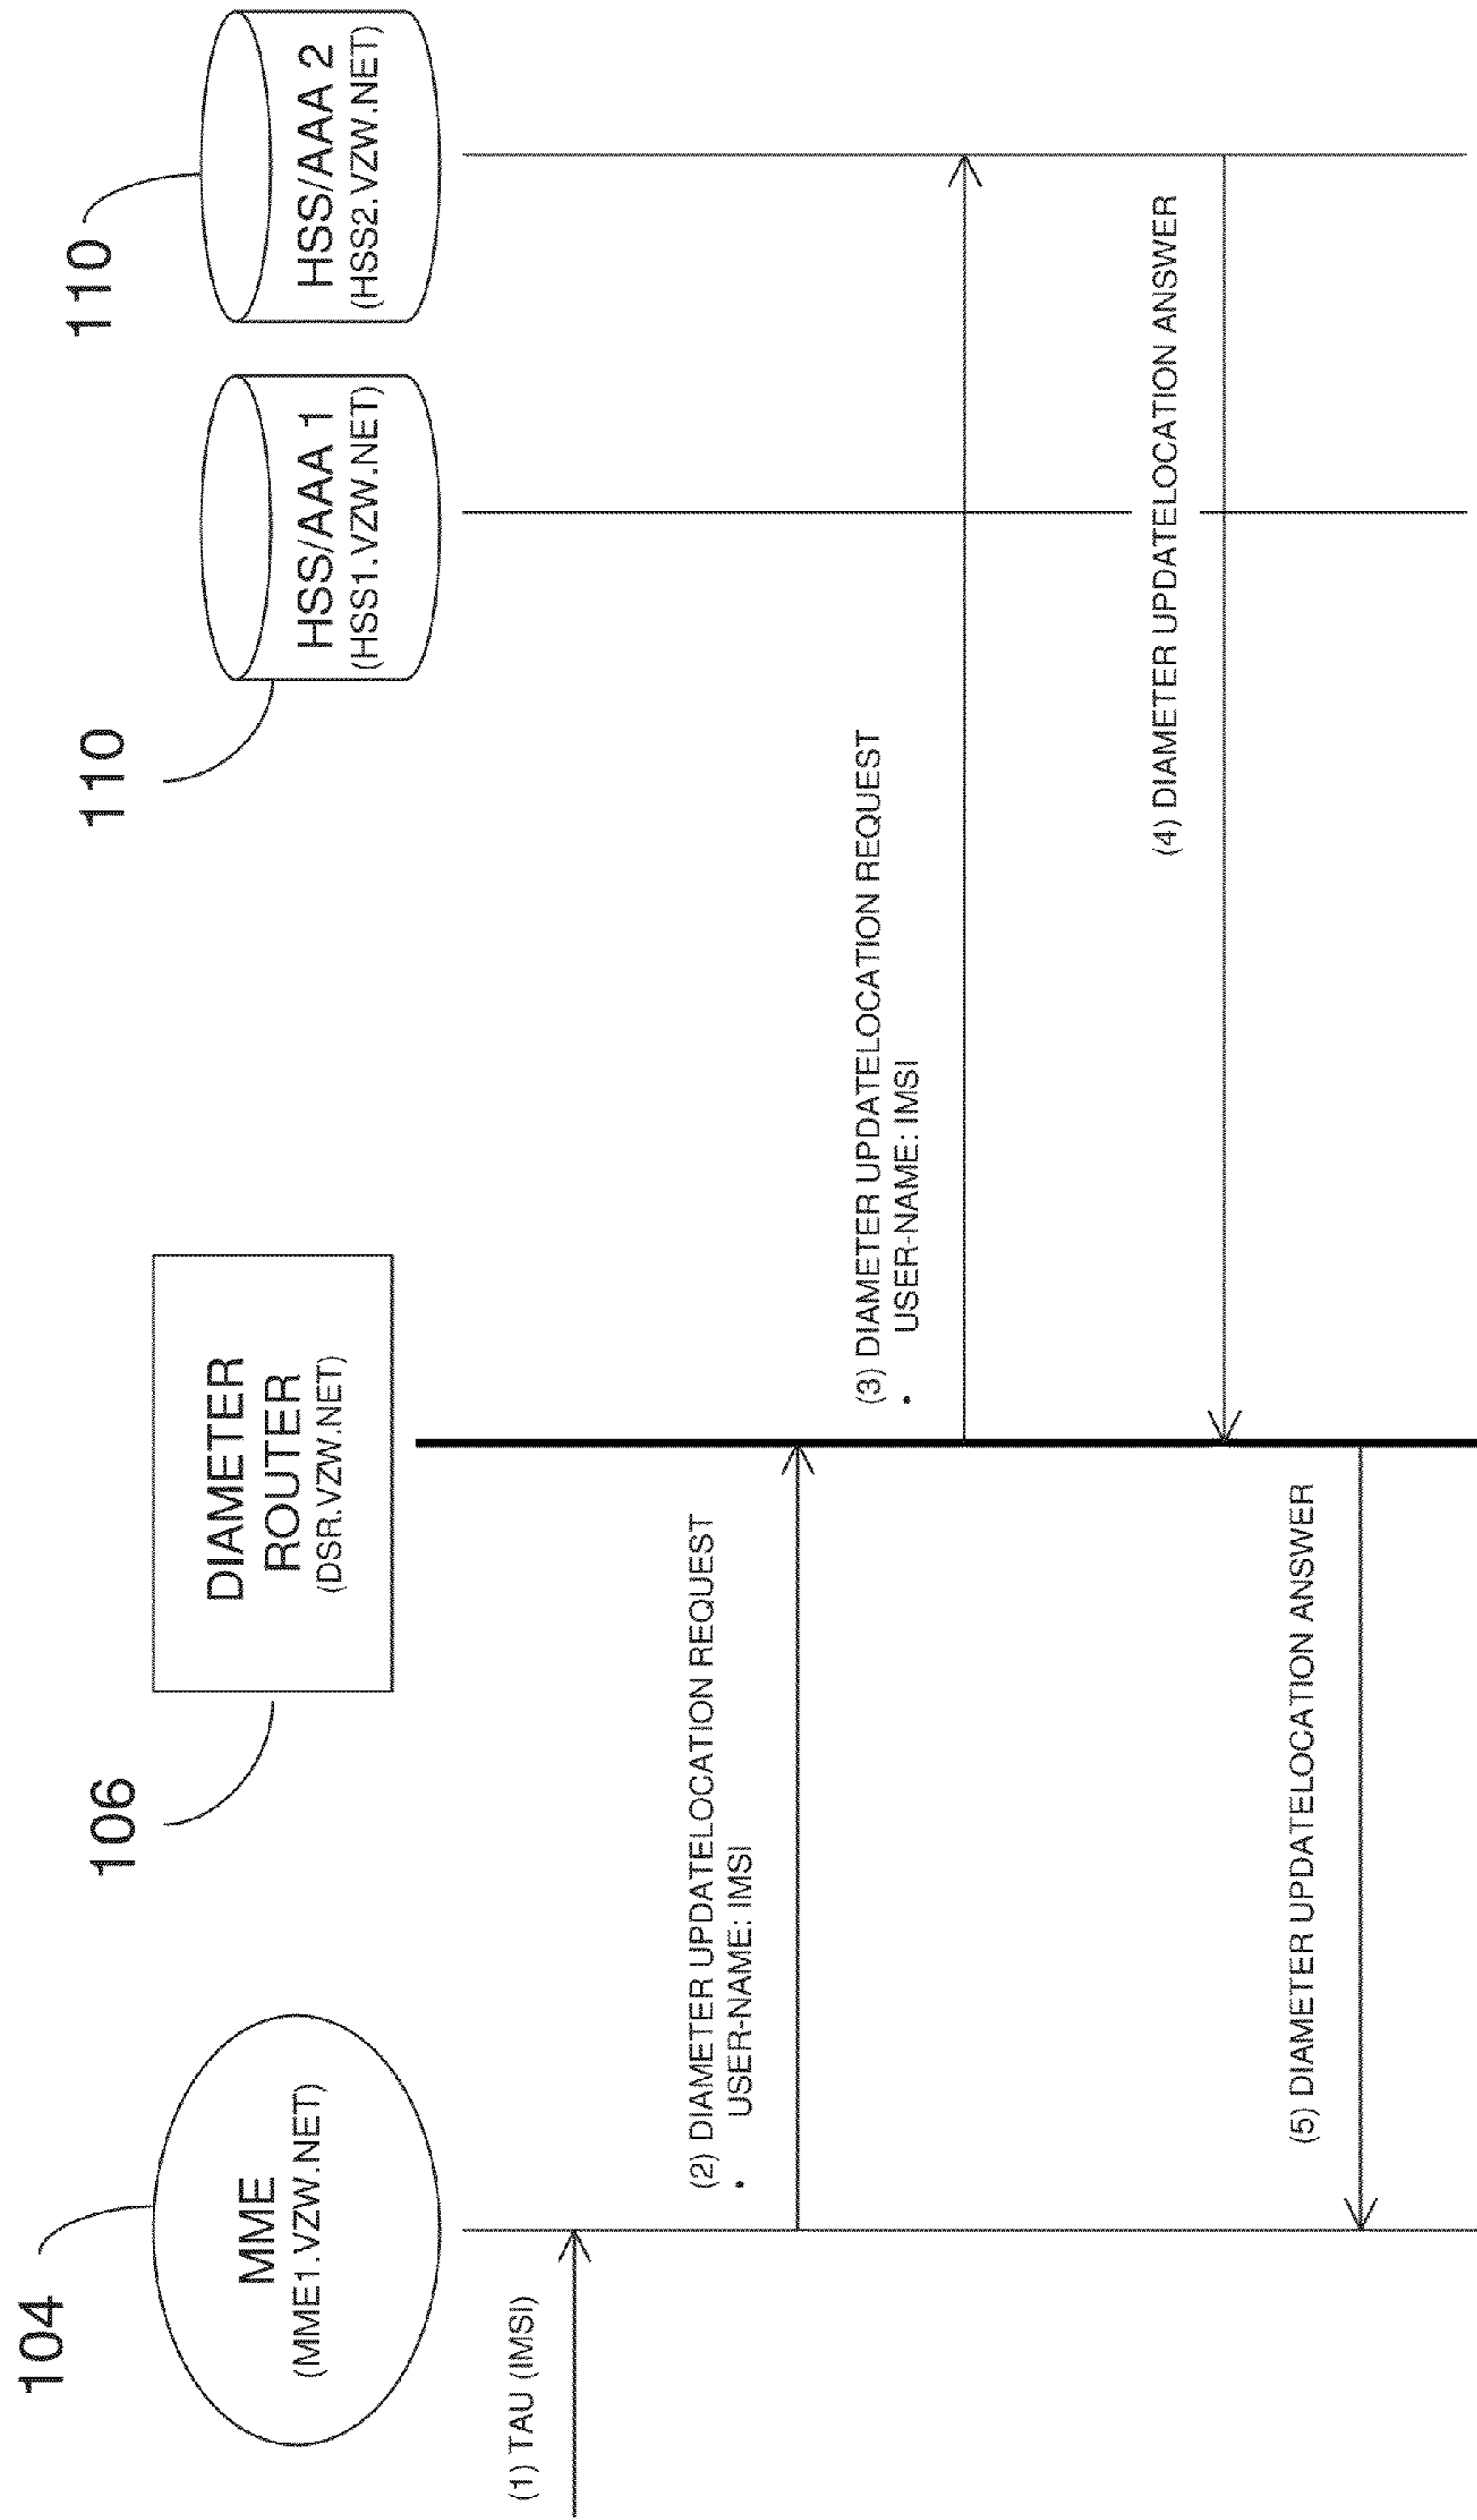 104
MME
(MME1.VZW.NET)
106
DIAMETER
ROUTER
(DSR.VZW.NET)
110
HSS/AAA 1
(HSS1.VZW.NET)
110
HSS/AAA 2
(HSS2.VZW.NET)
(1) TAU (IMSI)
(2) DIAMETER UPDATELOCATION REQUEST
• USER-NAME: IMSI
(3) DIAMETER UPDATELOCATION REQUEST
• USER-NAME: IMSI
(4) DIAMETER UPDATELOCATION ANSWER
(5) DIAMETER UPDATELOCATION ANSWER